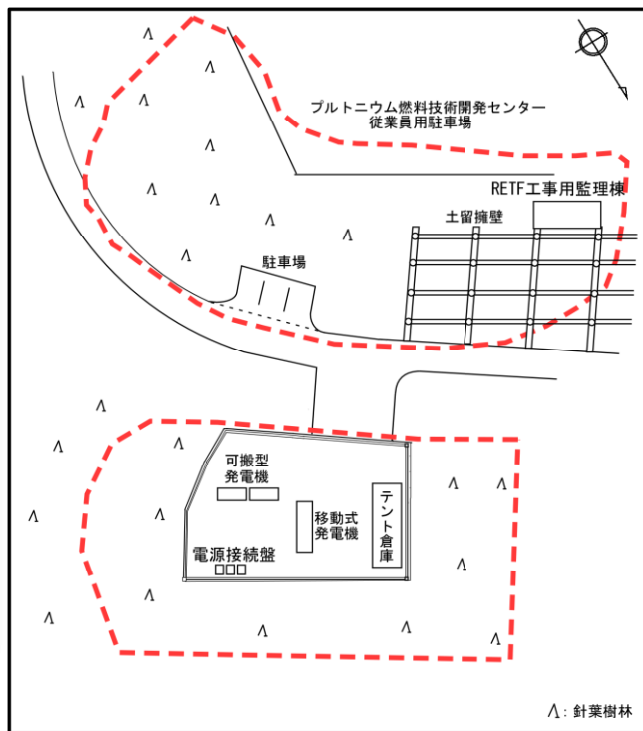 プルトニウム燃料技術開発センター
従業員用駐車場
RETF工事用監理棟
土留擁壁
駐車場
可搬型
発電機
移動式
発電機
テント倉庫
電源接続盤
Λ：針葉樹林